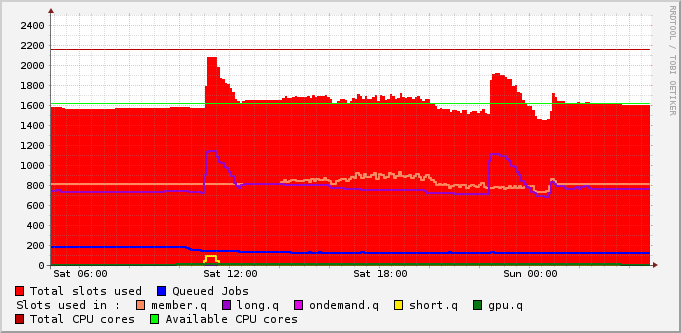 2400
2200
2000
1800
1600
1400
1200
1000
800
600
400
200
0
Sat 06:00 Sat 12:00 Sat 18:00 Sun 00:00
RRDTOOL / TOBI OETIKER
Total slots used Queued Jobs
Slots used in : member.q long.q ondemand.q short.q gpu.q
Total CPU cores Available CPU cores